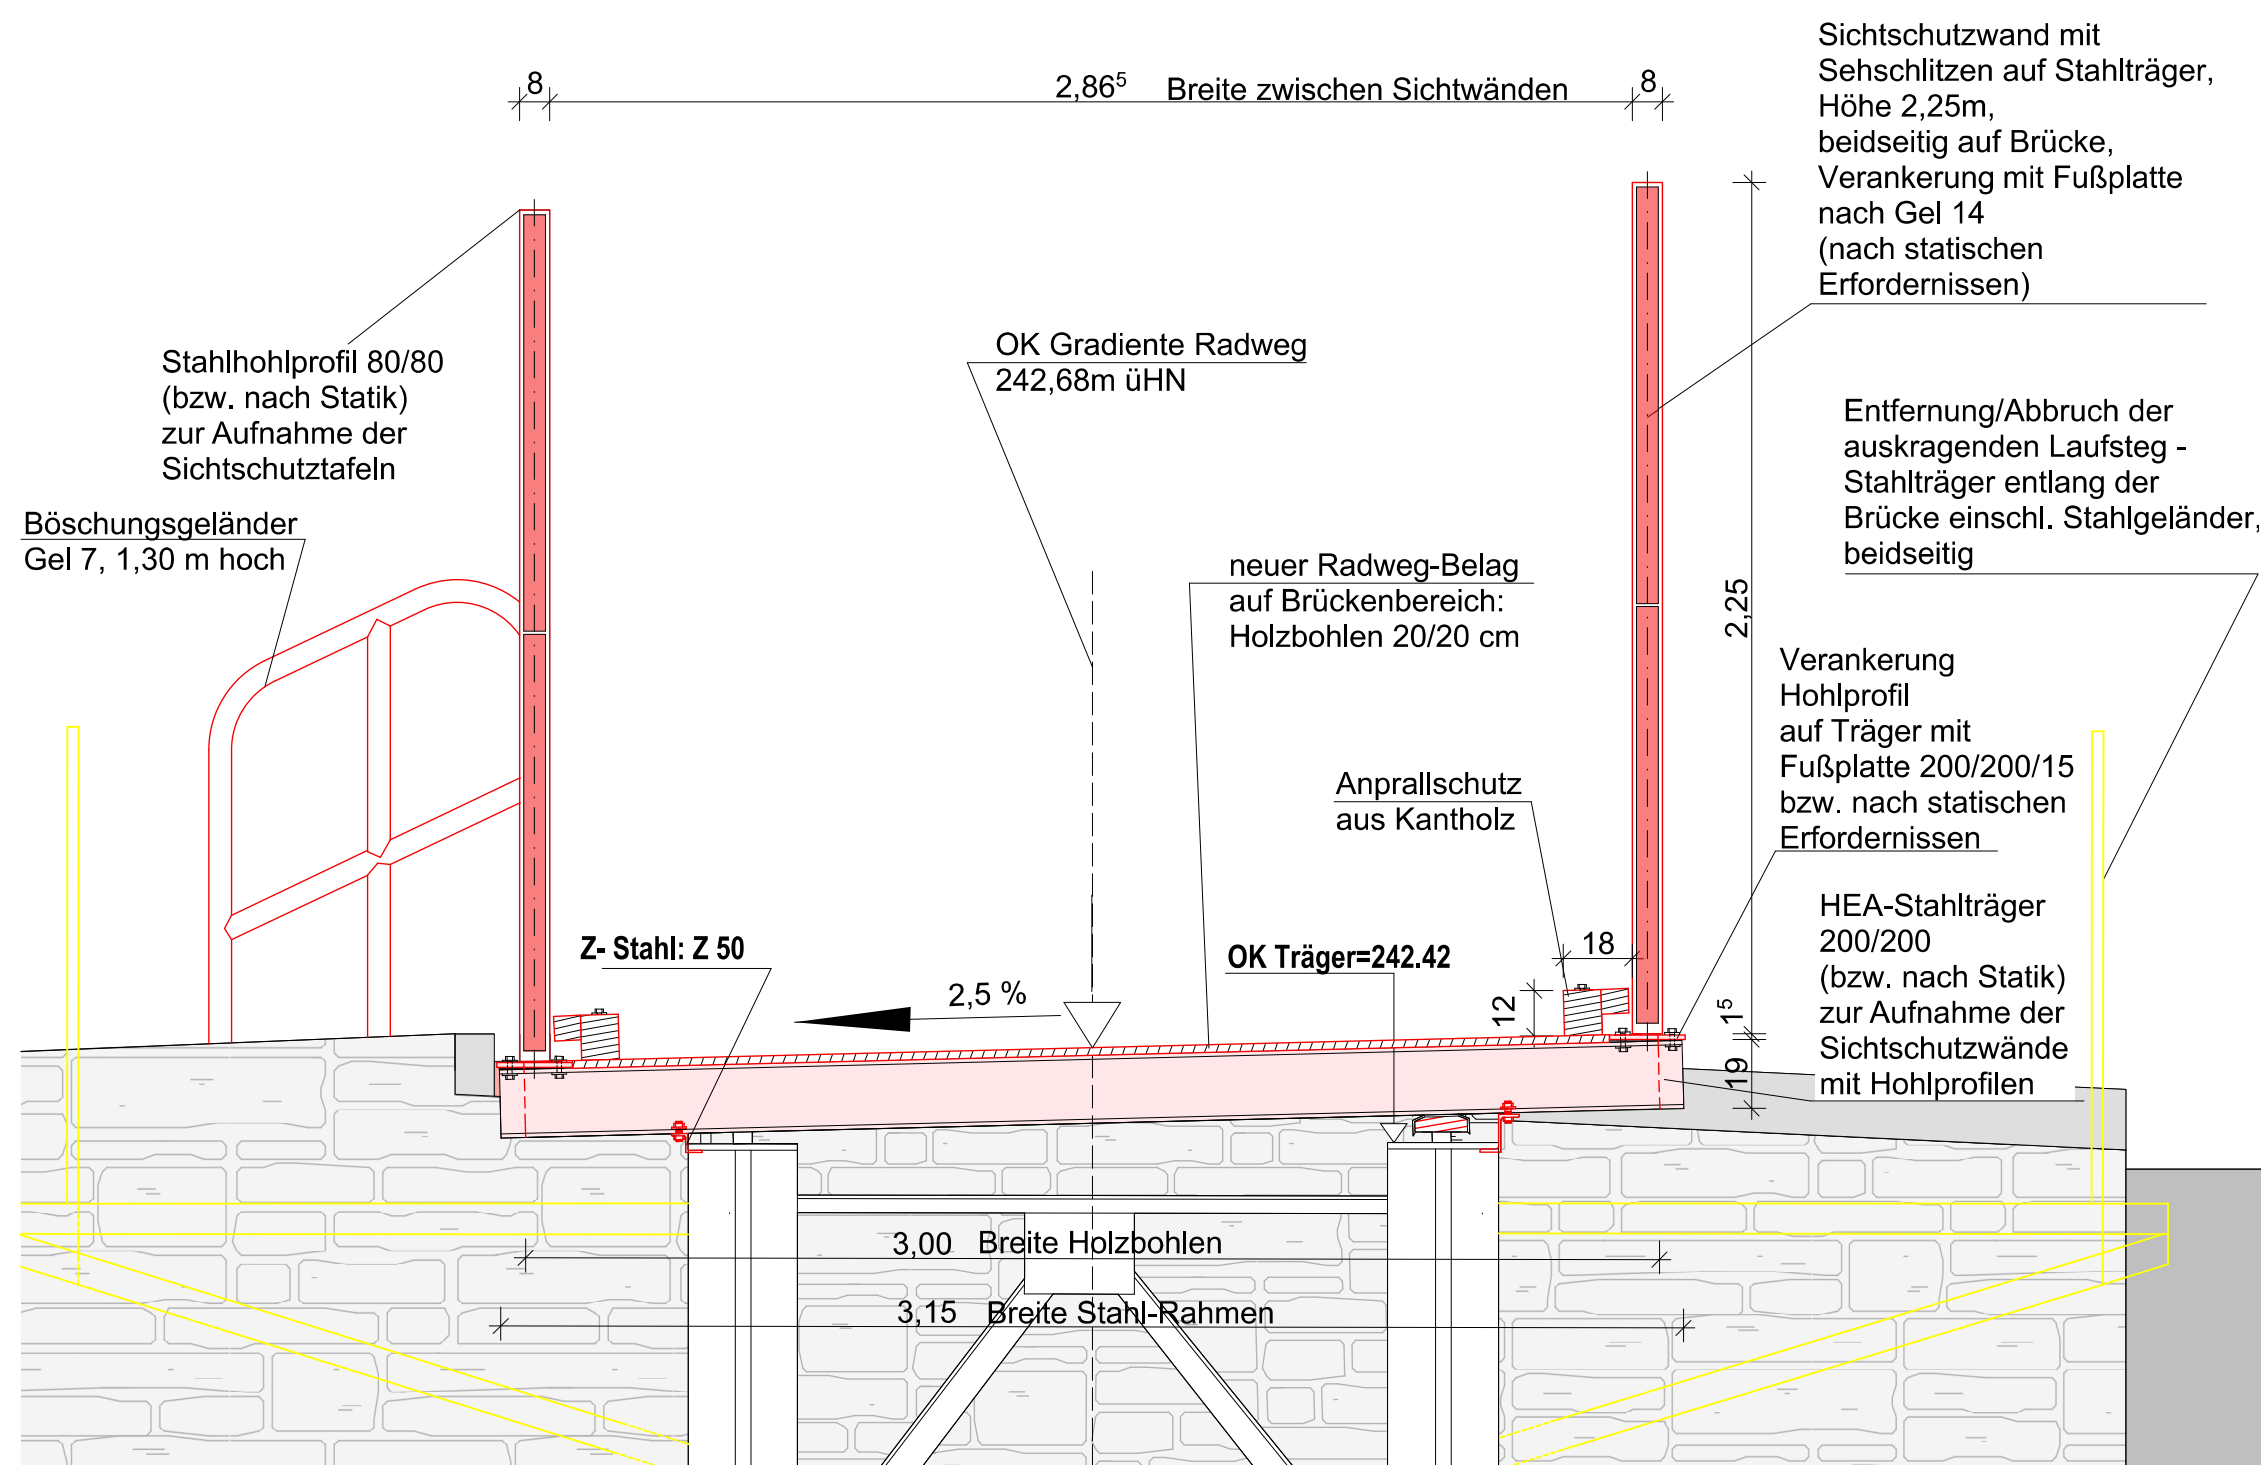 8
2,86⁵ Breite zwischen Sichtwänden
8
Sichtschutzwand mit
Sehschlitzen auf Stahlträger,
Höhe 2,25m,
beidseitig auf Brücke,
Verankerung mit Fußplatte
nach Gel 14
(nach statischen
Erfordernissen)
Stahlhohlprofil 80/80
(bzw. nach Statik)
zur Aufnahme der
Sichtschutztafeln
OK Gradiente Radweg
242,68m üHN
Entfernung/Abbruch der
auskragenden Laufsteg -
Stahlträger entlang der
Brücke einschl. Stahlgeländer,
beidseitig
Böschungsgeländer
Gel 7, 1,30 m hoch
neuer Radweg-Belag
auf Brückenbereich:
Holzbohlen 20/20 cm
2,25
Verankerung
Hohlprofil
auf Träger mit
Fußplatte 200/200/15
bzw. nach statischen
Erfordernissen
Anprallschutz
aus Kantholz
HEA-Stahlträger
200/200
(bzw. nach Statik)
zur Aufnahme der
Sichtschutzwände
mit Hohlprofilen
Z- Stahl: Z 50
OK Träger=242.42
18
2,5 %
12
1⁵
19
3,00 Breite Holzbohlen
3,15 Breite Stahl-Rahmen